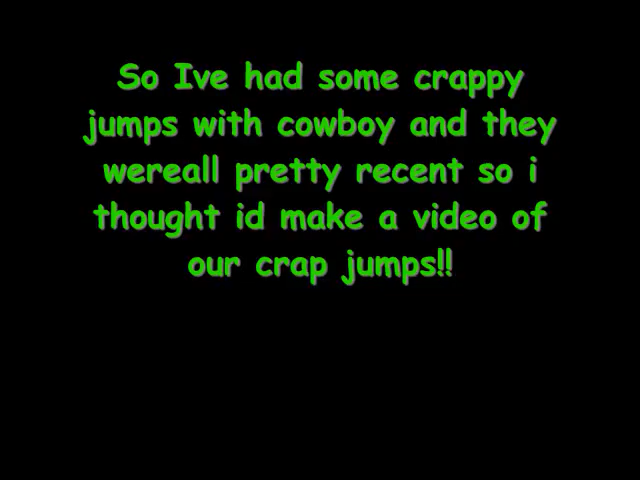 So Ive had some crappy
jumps with cowboy and they
wereall pretty recent so i
thought id make a video of
our crap jumps!!